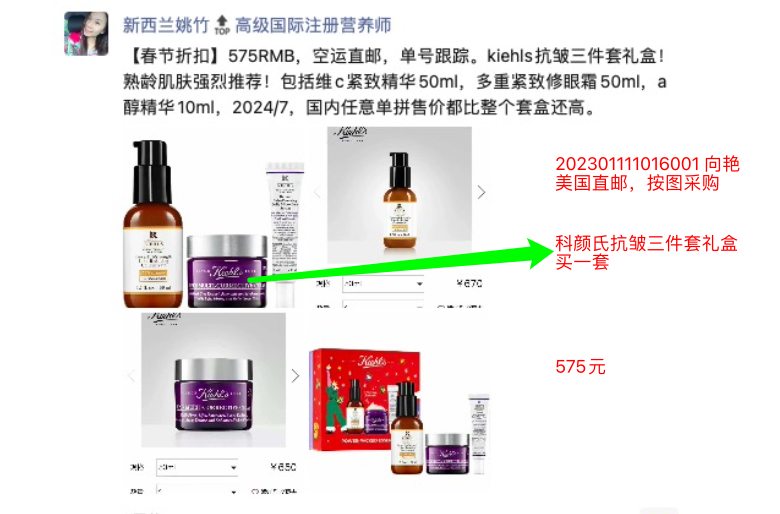 新西兰姚竹 TOP 高级国际注册营养师
【春节折扣】575RMB，空运直邮，单号跟踪。kiehls抗皱三件套礼盒！
熟龄肌肤强烈推荐！包括维c紧致精华50ml，多重紧致修眼霜50ml，a
醇精华10ml，2024/7，国内任意单拼售价都比整个套盒还高。
Kiehl's
202301111016001 向艳
美国直邮，按图采购
Kiehl's
科颜氏抗皱三件套礼盒
买一套
￥670
Kiehl's
Kiehl's
Kiehl's
575元
￥650